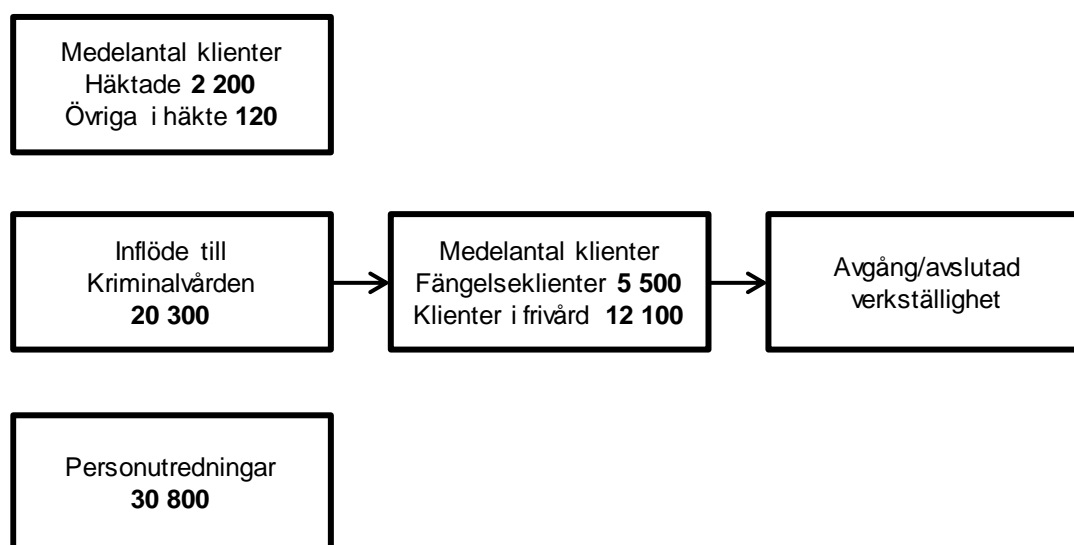 Medelantal klienter
Häktade 2 200
Övriga i häkte 120
Inflöde till
Kriminalvården
20 300
Medelantal klienter
Fängelseklienter 5 500
Klienter i frivård 12 100
Avgång/avslutad
verkställighet
Personutredningar
30 800